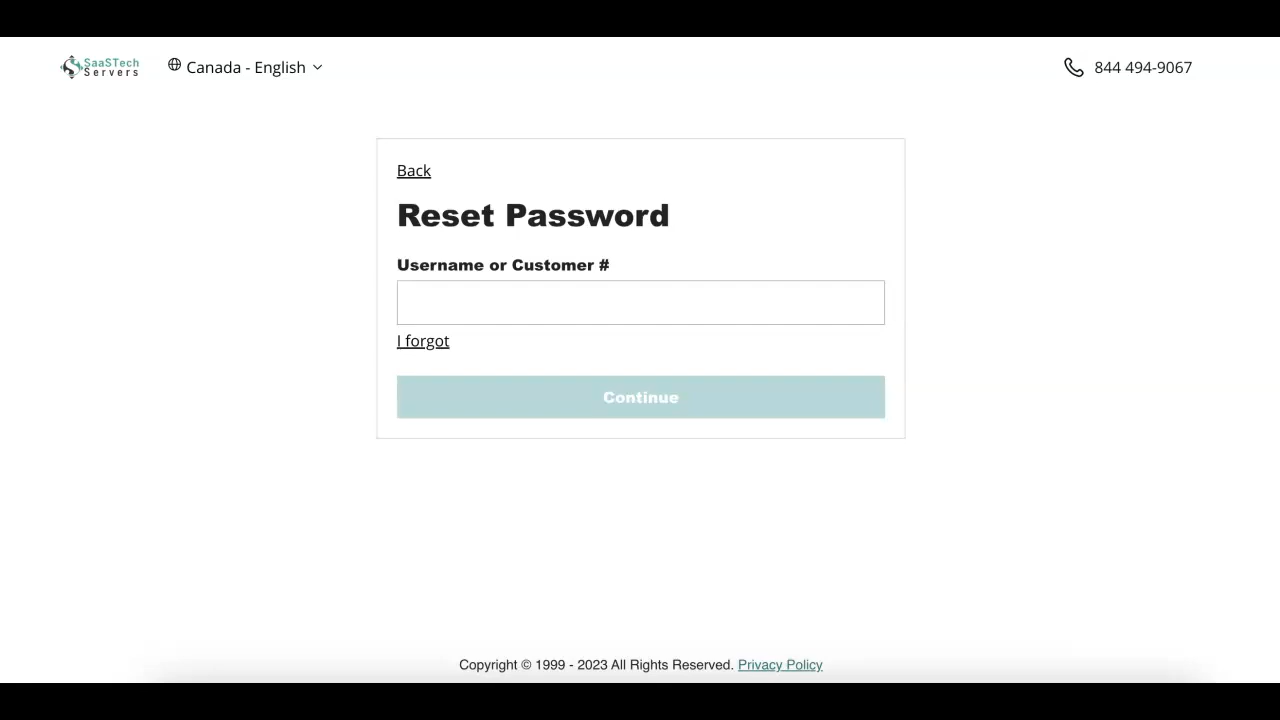 SaaSTech
Servers
Canada - English
844 494-9067
Back
Reset Password
Username or Customer #
I forgot
Continue
Copyright © 1999 - 2023 All Rights Reserved. Privacy Policy